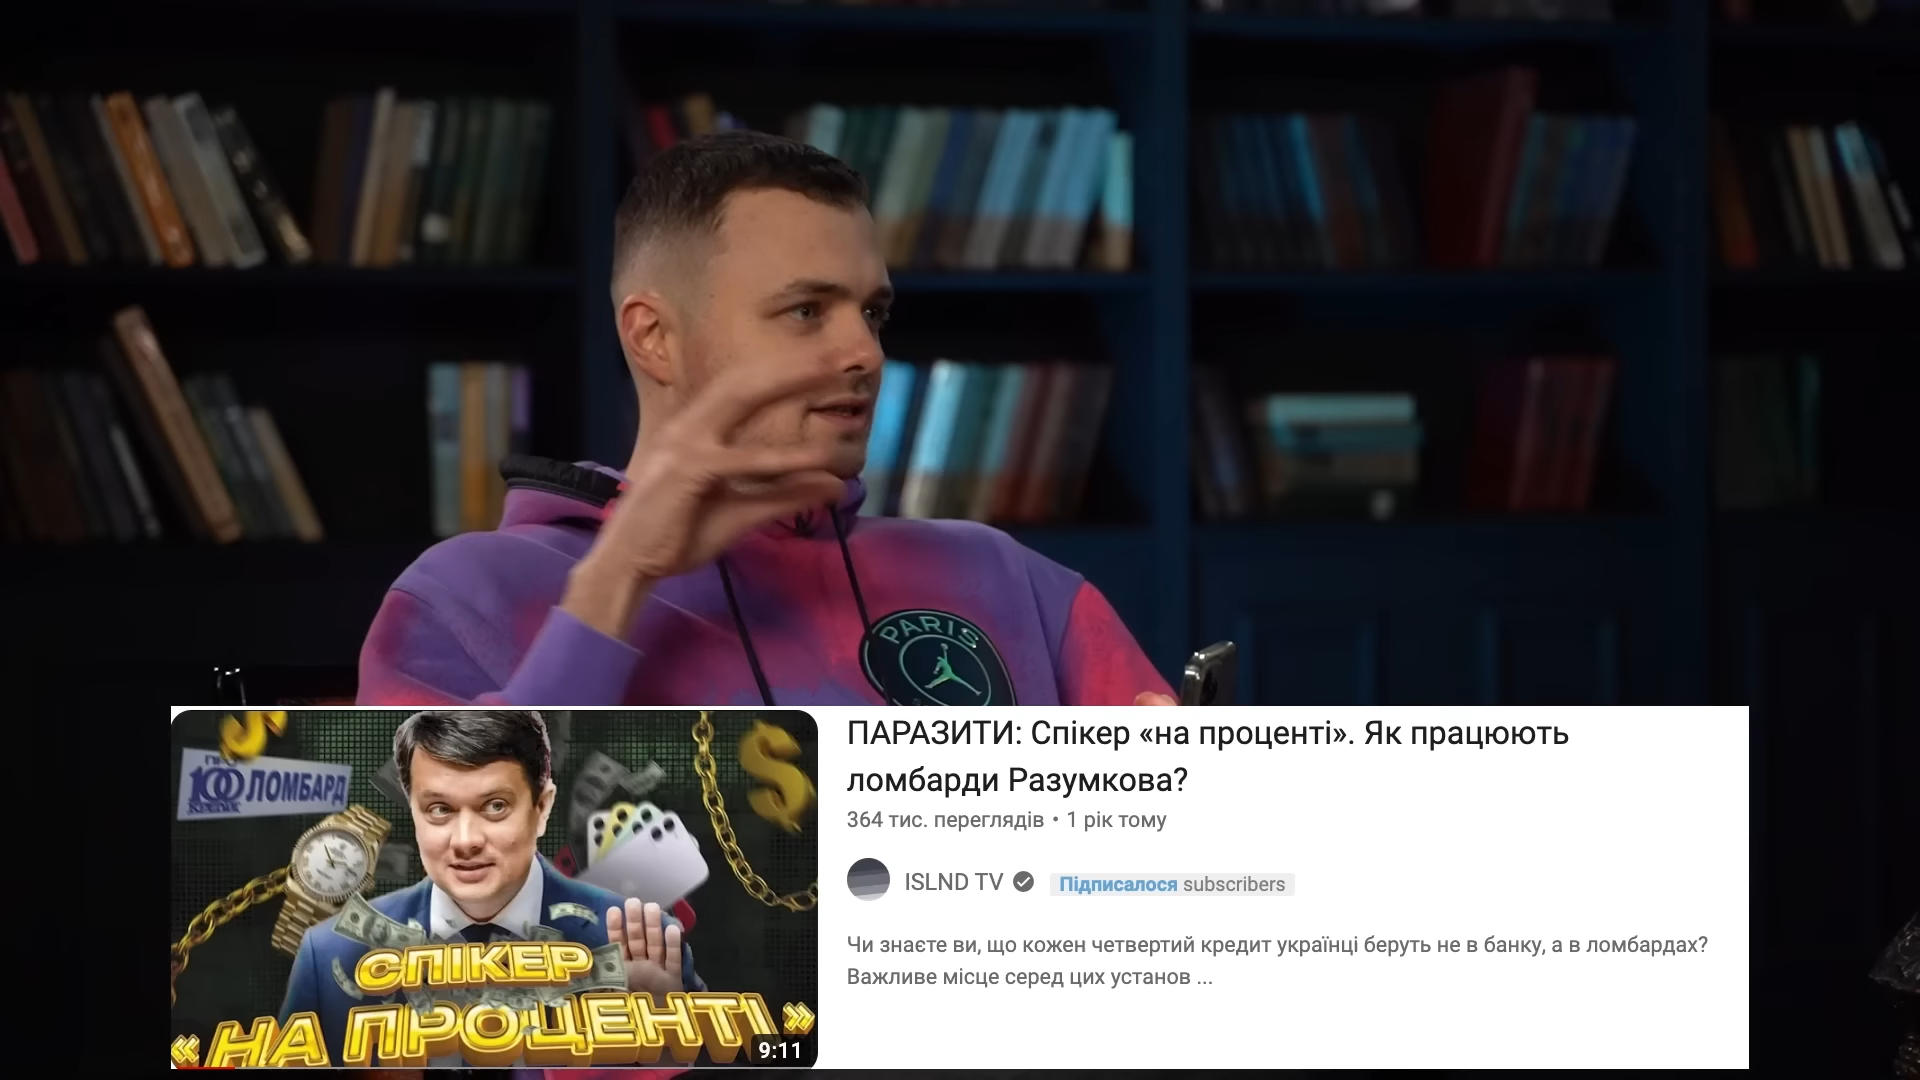 PARIS
ПАРАЗИТИ: Спікер «на проценті». Як працюють
ломбарди Разумкова?
364 тис. переглядів • 1 рік тому
ISLND TV
Підписалося subscribers
Чи знаєте ви, що кожен четвертий кредит українці беруть не в банку, а в ломбардах?
Важливе місце серед цих установ ...
100 ЛОМБАРД
СПІКЕР
«НА ПРОЦЕНТІ»
9:11